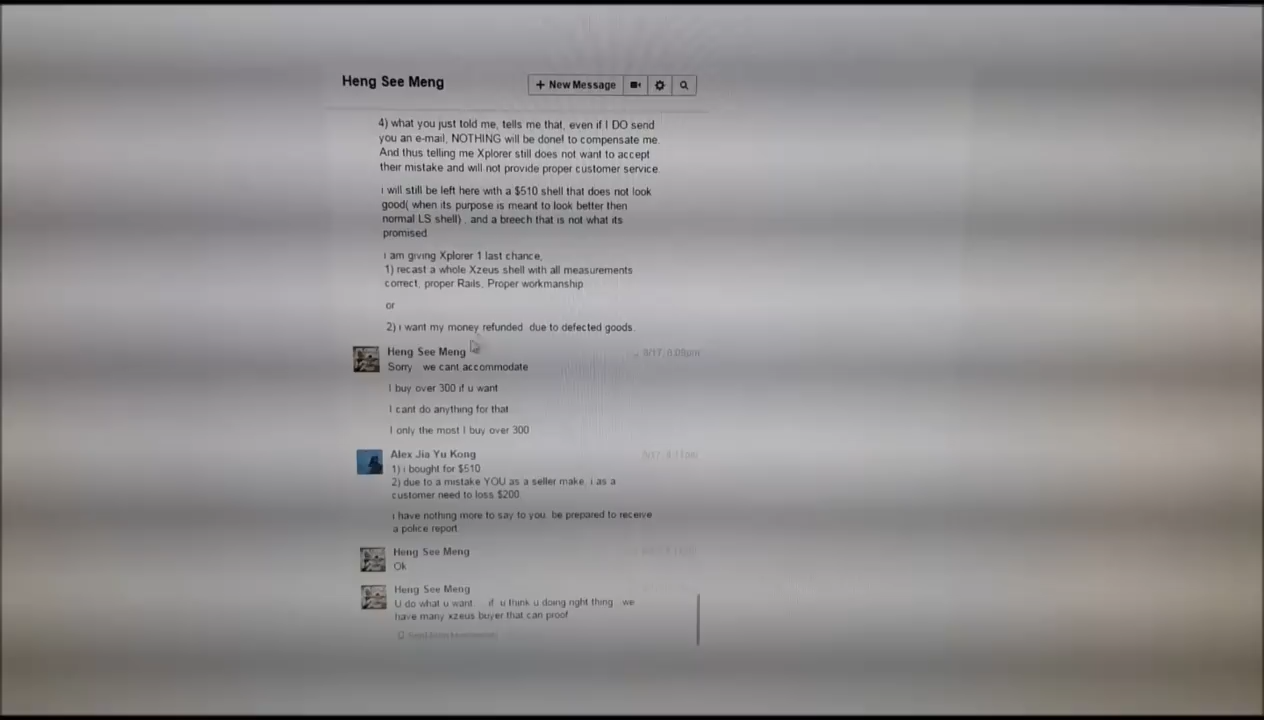 Heng See Meng
+ New Message
4) what you just told me, tells me that, even if I DO send
you an e-mail, NOTHING will be done! to compensate me.
And thus telling me Xplorer still does not want to accept
their mistake and will not provide proper customer service.
i will still be left here with a $510 shell that does not look
good( when its purpose is meant to look better then
normal LS shell) , and a breech that is not what its
promised.
i am giving Xplorer 1 last chance,
1) recast a whole Xzeus shell with all measurements
correct, proper Rails, Proper workmanship
or
2) i want my money refunded due to defected goods.
Heng See Meng
Sorry we cant accommodate
I buy over 300 if u want
I cant do anything for that
I only the most I buy over 300
Alex Jia Yu Kong
1) i bought for $510
2) due to a mistake YOU as a seller make, i as a
customer need to loss $200.
i have nothing more to say to you, be prepared to receive
a police report.
Heng See Meng
Ok
Heng See Meng
U do what u want. if u think u doing right thing we
have many xzeus buyer that can proof